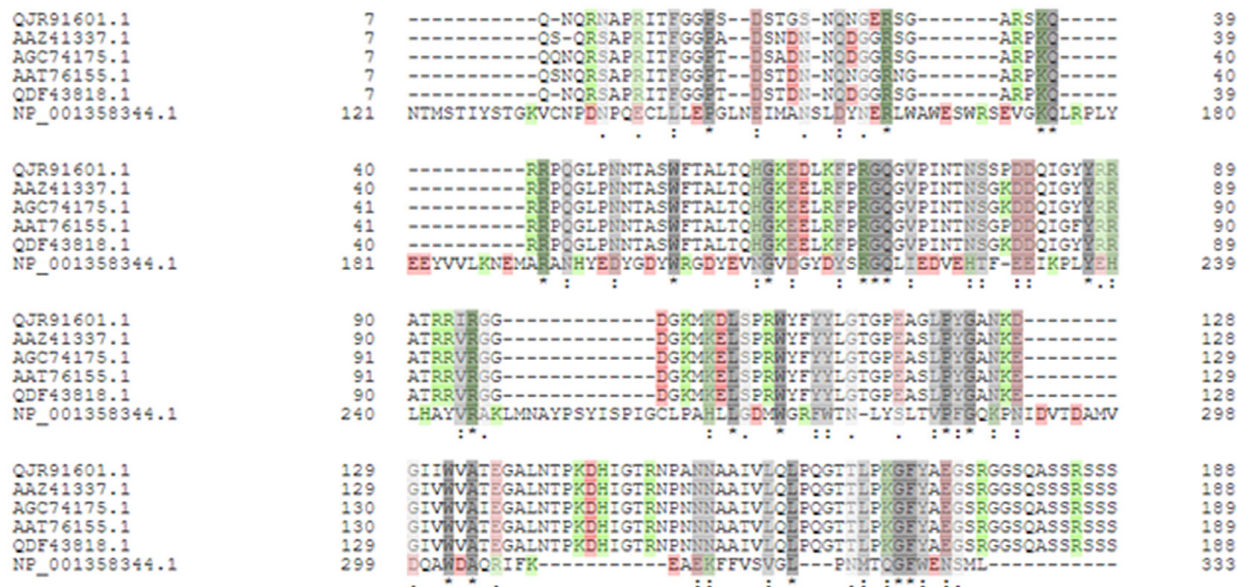 QJR91601.1 7 -----------Q-NQRNAPRITFGGPS--DSTGS-NQNGERSG-------ARSKQ----- 39
AAZ41337.1 7 -----------QS-QRSAPRITFGGPA--DSNDN-NQDGGRSG-------ARPKQ----- 39
AGC74175.1 7 -----------QQNQRSAPRITFGGPT--DSADN-NQDGGRSG-------ARPKQ----- 40
AAT76155.1 7 -----------QSNQRSAPRITFGGPT--DSTDN-NQNGGRNG-------ARPKQ----- 40
QDF43818.1 7 -----------Q-NQRSAPRITFGGPT--DSTDN-NQDGGRSG-------ARPKQ----- 39
NP_001358344.1 121 NTMSTIYSTGKVCNPDNPQECLLLEPGLNEIMANSLDYNERLWAWESWRSEVGKQLRPLY 180
. . : * : . : . * **
QJR91601.1 40 ----------RRPQGLPNNTASWFTALTQHGKEDLKFPRGQGVPINTNSSPDDQIGYYRR 89
AAZ41337.1 40 ----------RRPQGLPNNTASWFTALTQHGKEELRFPRGQGVPINTNSGKDDQIGYYRR 89
AGC74175.1 41 ----------RRPQGLPNNTASWFTALTQHGKEELRFPRGQGVPINTNSGKDDQIGYYRR 90
AAT76155.1 41 ----------RRPQGLPNNTASWFTALTQHGKEELRFPRGQGVPINTNSGPDDQIGFYRR 90
QDF43818.1 40 ----------RRPQGLPNNTASWFTALTQHGKEELRFPRGQGVPINTNSGKDDQIGYYRR 89
NP_001358344.1 181 EEYVVLKNEMARANHYEDYGDYWRGDYEVNGVDGYDYSRGQLIEDVEHTF-EEIKPLYEH 239
* : : * :* : : *** : :: :: *.:
QJR91601.1 90 ATRRIRGG-------------DGKMKDLSPRWYFYYLGTGPEAGLPYGANKD-------- 128
AAZ41337.1 90 ATRRVRGG-------------DGKMKELSPRWYFYYLGTGPEASLPYGANKE-------- 128
AGC74175.1 91 ATRRVRGG-------------DGKMKELSPRWYFYYLGTGPEASLPYGANKE-------- 129
AAT76155.1 91 ATRRVRGG-------------DGKMKELSPRWYFYYLGTGPEASLPYGANKE-------- 129
QDF43818.1 90 ATRRVRGG-------------DGKMKELSPRWYFYYLGTGPEASLPYGANKE-------- 128
NP_001358344.1 240 LHAYVRAKLMNAYPSYISPIGCLPAHLLGDMWGRFWTN-LYSLTVPFGQKPNIDVTDAMV 298
:*. : *. * :: . . :*:* : :
QJR91601.1 129 GIIWVATEGALNTPKDHIGTRNPANNAAIVLQLPQGTTLPKGFYAEGSRGGSQASSRSSS 188
AAZ41337.1 129 GIVWVATEGALNTPKDHIGTRNPNNNAAIVLQLPQGTTLPKGFYAEGSRGGSQSSSRSSS 188
AGC74175.1 130 GIVWVATEGALNTPKDHIGTRNPNNNAAIVLQLPQGTTLPKGFYAEGSRGGSQASSRSSS 189
AAT76155.1 130 GIVWVATEGALNTPKDHIGTRNPNNNAAIVLQLPQGTTLPKGFYAEGSRGGSQASSRSSS 189
QDF43818.1 129 GIVWVATEGALNTPKDHIGTRNPNNNAAIVLQLPQGTTLPKGFYAEGSRGGSQASSRSSS 188
NP_001358344.1 299 DQAWDAQRIFK-----------EAEKFFVSVGL---PNMTQGFWENSML 333
. * * . :: : * .: :**: :.